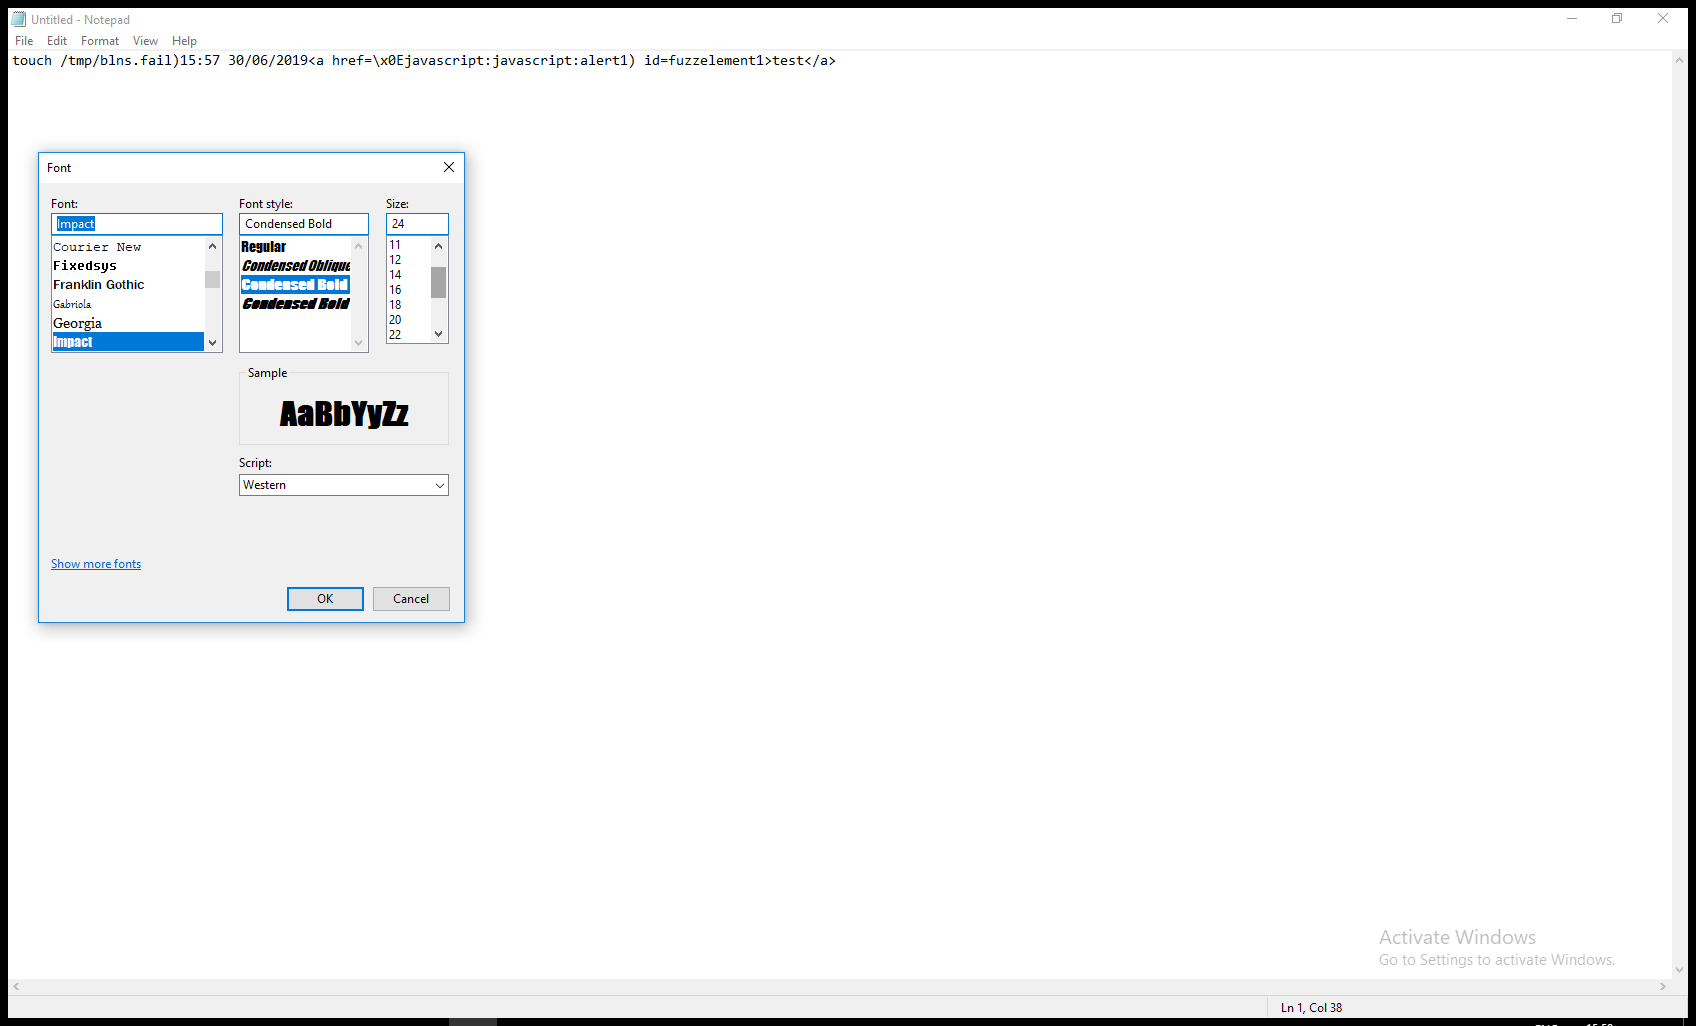 Untitled - Notepad
File Edit Format View Help
touch /tmp/blns.fail)15:57 30/06/2019<a href=\x0Ejavascript:javascript:alert1) id=fuzzelement1>test</a>
Font
Font: Font style: Size:
Impact Condensed Bold 24
Courier New
Fixedsys
Franklin Gothic
Gabriola
Georgia
Impact
Regular
Condensed Oblique
Condensed Bold
Condensed Bold
11
12
14
16
18
20
22
Sample
AaBbYyZz
Script:
Western
Show more fonts
OK Cancel
Activate Windows
Go to Settings to activate Windows.
Ln 1, Col 38